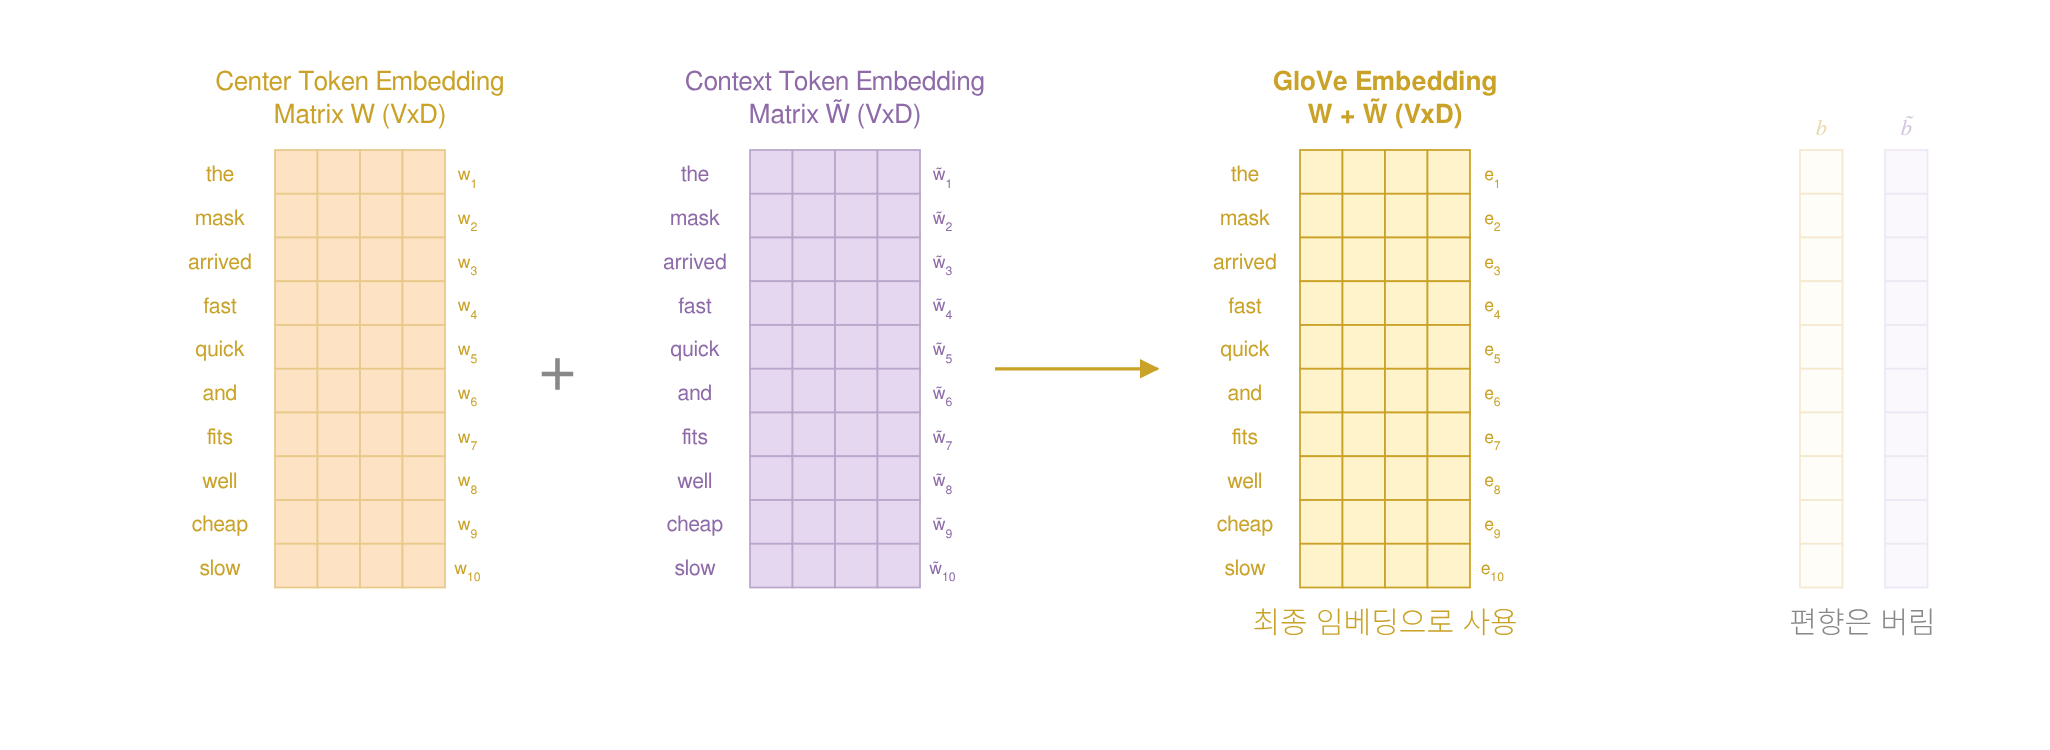 Center Token Embedding
Matrix W (VxD)
the w1
mask w2
arrived w3
fast w4
quick w5
and w6
fits w7
well w8
cheap w9
slow w10
+
Context Token Embedding
Matrix W̃ (VxD)
the w̃1
mask w̃2
arrived w̃3
fast w̃4
quick w̃5
and w̃6
fits w̃7
well w̃8
cheap w̃9
slow w̃10
GloVe Embedding
W + W̃ (VxD)
the e1
mask e2
arrived e3
fast e4
quick e5
and e6
fits e7
well e8
cheap e9
slow e10
최종 임베딩으로 사용
b b̃
편향은 버림